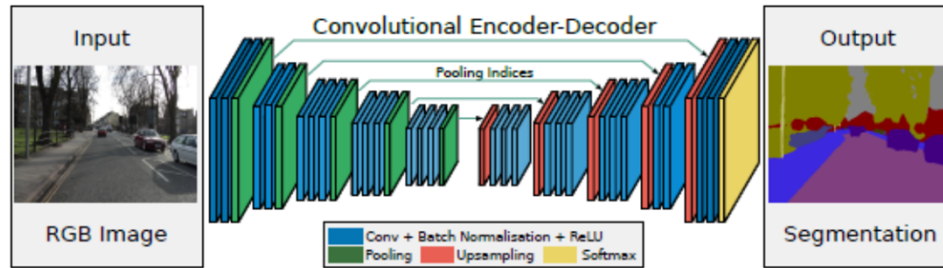 Input
RGB Image
Convolutional Encoder-Decoder
Pooling Indices
Conv + Batch Normalisation + ReLU
Pooling Upsampling Softmax
Output
Segmentation